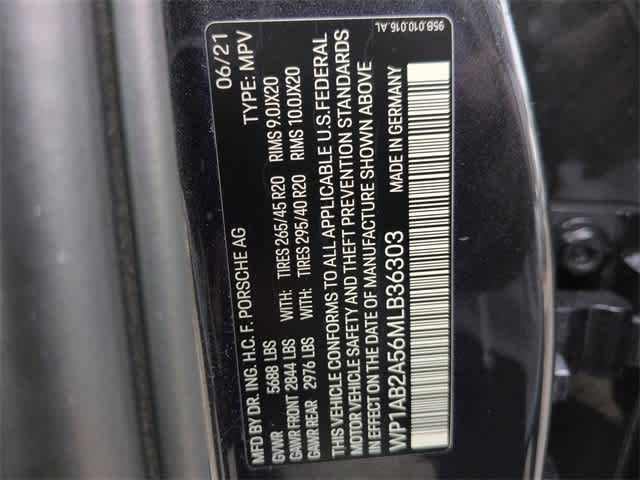 MFD BY DR. ING. H.C. F. PORSCHE AG 06/21
GVWR 5688 LBS TYPE: MPV
GAWR FRONT 2844 LBS WITH: TIRES 265/45 R20 RIMS 9.0JX20
GAWR REAR 2976 LBS WITH: TIRES 295/40 R20 RIMS 10.0JX20
THIS VEHICLE CONFORMS TO ALL APPLICABLE U.S. FEDERAL
MOTOR VEHICLE SAFETY AND THEFT PREVENTION STANDARDS
IN EFFECT ON THE DATE OF MANUFACTURE SHOWN ABOVE
WP1AB2A56MLB36303 MADE IN GERMANY
95B.010.016.AL